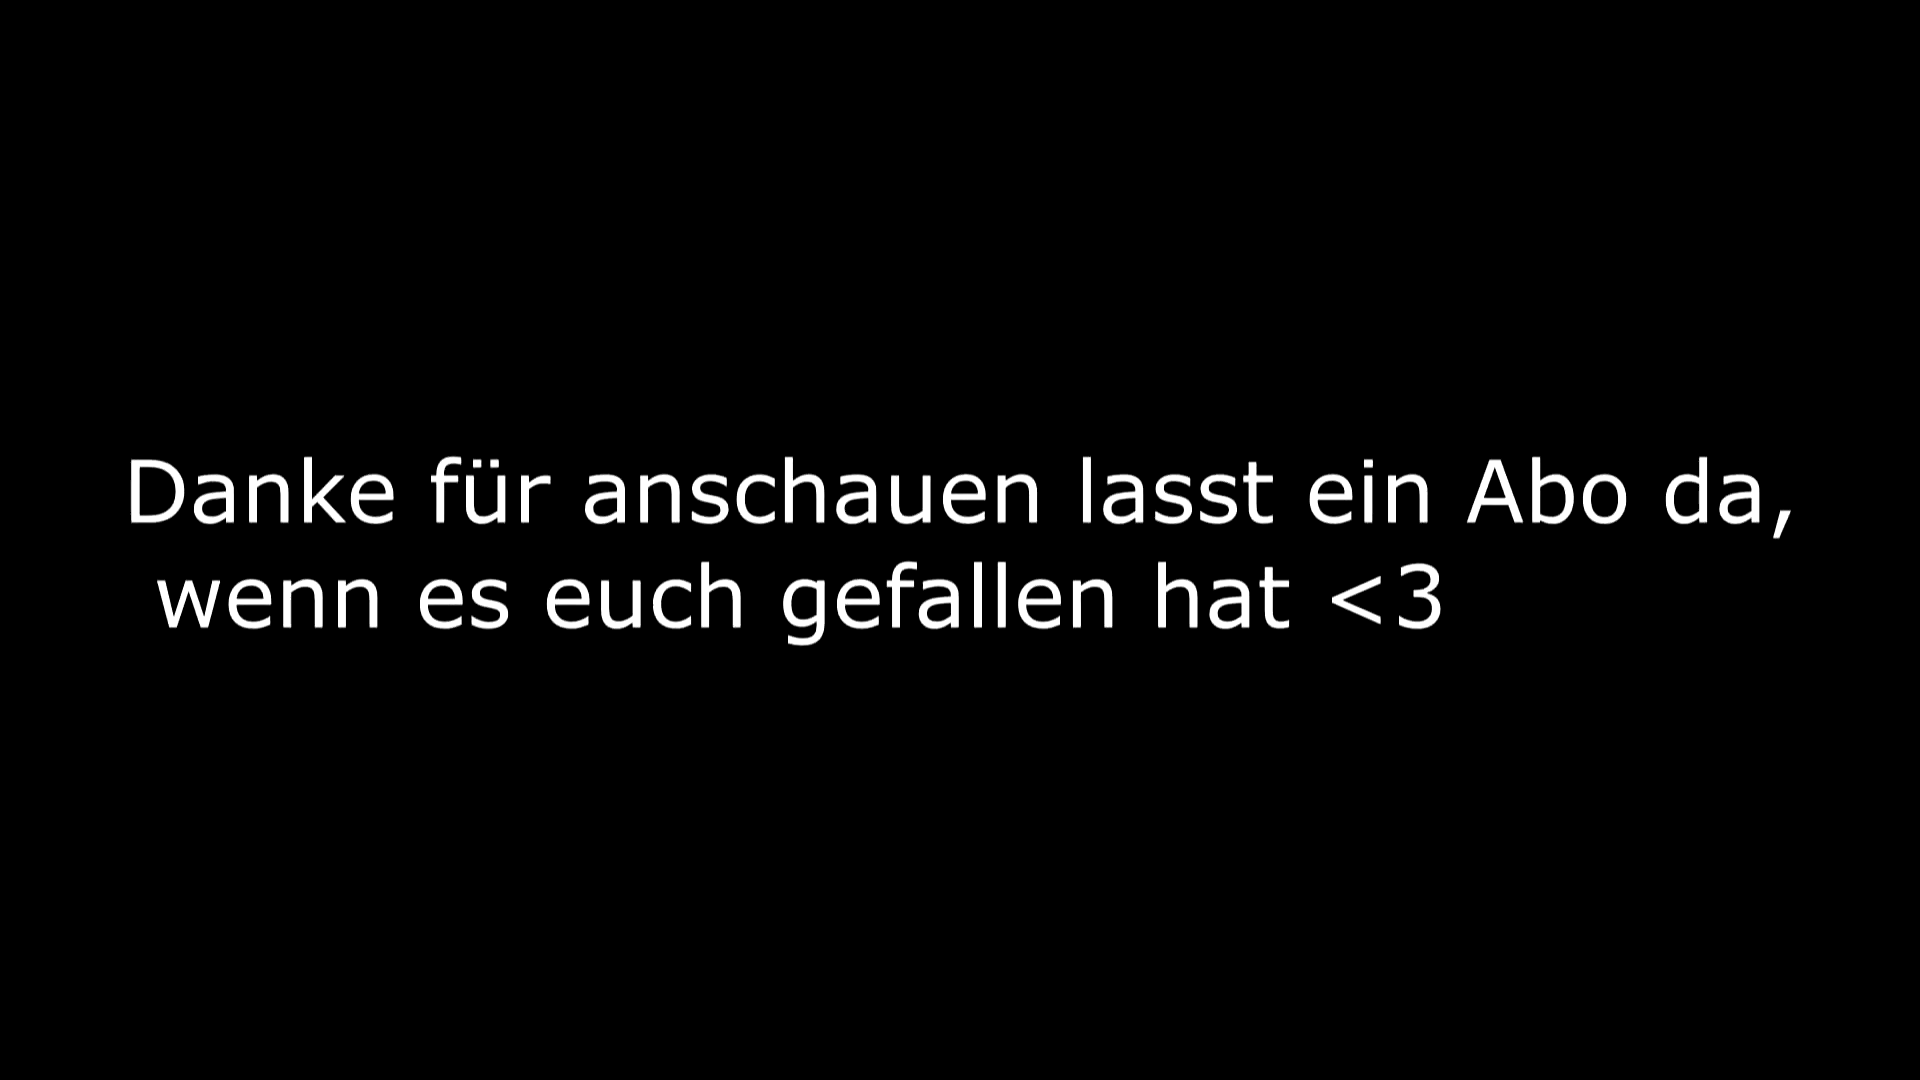 Danke für anschauen lasst ein Abo da,
wenn es euch gefallen hat <3